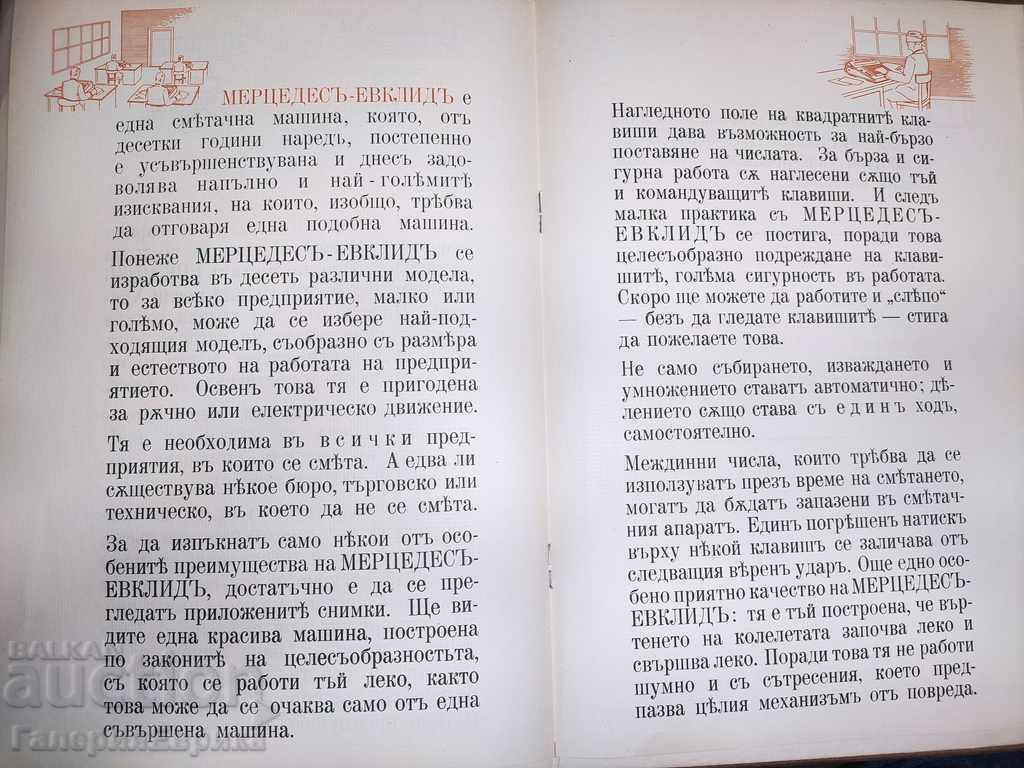 МЕРЦЕДЕСЪ-ЕВКЛИДЪ е
една смѣтачна машина, която, отъ
десетки години наредъ, постепенно
е усъвършенствувана и днесъ задо-
волява напълно и най-голѣмитѣ
изисквания, на които, изобщо, трѣбва
да отговаря една подобна машина.
Понеже МЕРЦЕДЕСЪ-ЕВКЛИДЪ се
изработва въ десеть различни модела,
то за всѣко предприятие, малко или
голѣмо, може да се избере най-под-
ходящия моделъ, съобразно съ размѣра
и естеството на работата на предпри-
ятието. Освенъ това тя е пригодена
за рѫчно или електрическо движение.
Тя е необходима въ всички пред-
приятия, въ които се смѣта. А едва ли
сѫществува нѣкое бюро, търговско или
техническо, въ което да не се смѣта.
За да изпъкнатъ само нѣкои отъ осо-
бенитѣ преимущества на МЕРЦЕДЕСЪ-
ЕВКЛИДЪ, достатъчно е да се пре-
гледатъ приложенитѣ снимки. Ще ви-
дите една красива машина, построена
по законитѣ на целесъобразностьта,
съ която се работи тъй леко, както
това може да се очаква само отъ една
съвършена машина.
Нагледното поле на квадратнитѣ кла-
виши дава възможность за най-бързо
поставяне на числата. За бърза и си-
гурна работа сѫ наглесени сѫщо тъй
и командуващитѣ клавиши. И следъ
малка практика съ МЕРЦЕДЕСЪ-
ЕВКЛИДЪ се постига, поради това
целесъобразно подреждане на клави-
шитѣ, голѣма сигурность въ работата.
Скоро ще можете да работите и „слѣпо“
— безъ да гледате клавишитѣ — стига
да пожелаете това.
Не само събирането, изваждането и
умножението ставатъ автоматично; дѣ-
лението сѫщо става съ единъ ходъ,
самостоятелно.
Междинни числа, които трѣбва да се
използуватъ презъ време на смѣтането,
могатъ да бѫдатъ запазени въ смѣтач-
ния апаратъ. Единъ погрѣшенъ натискъ
върху нѣкой клавишъ се заличава отъ
следващия вѣренъ ударъ. Още едно осо-
бено приятно качество на МЕРЦЕДЕСЪ-
ЕВКЛИДЪ: тя е тъй построена, че вър-
тенето на колелетата започва леко и
свършва леко. Поради това тя не работи
шумно и съ сътресения, което пред-
пазва цѣлия механизъмъ отъ повреда.
BALKAN
auction
ГалерияЕврика